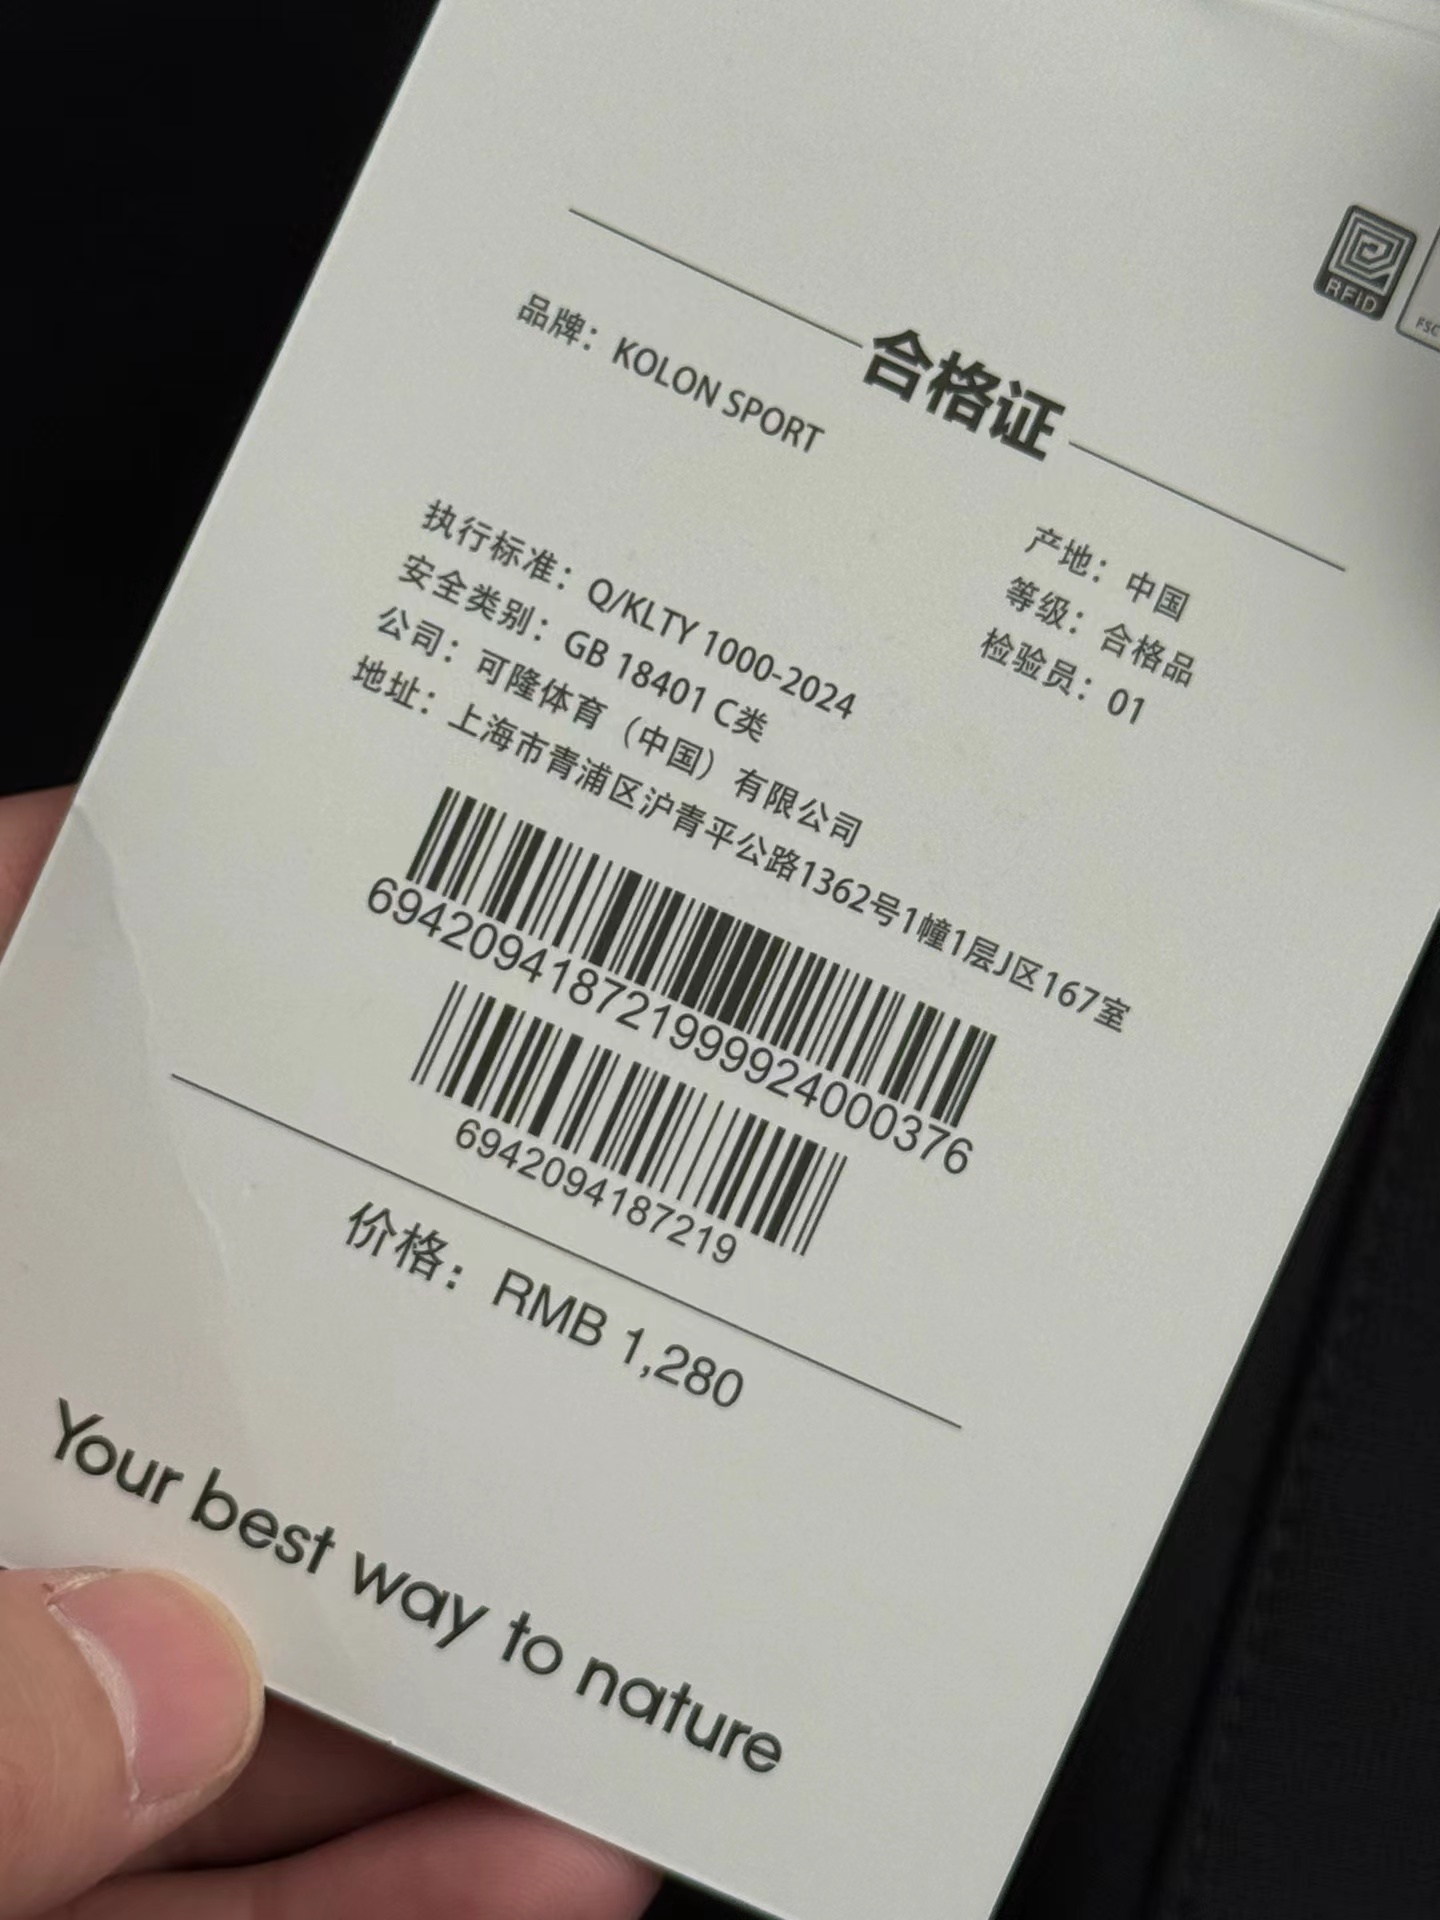 RFID
FSC
合格证
品牌：KOLON SPORT
产地：中国
等级：合格品
检验员：01
执行标准：Q/KLTY 1000-2024
安全类别：GB 18401 C类
公司：可隆体育（中国）有限公司
地址：上海市青浦区沪青平公路1362号1幢1层J区167室
694209418721999924000376
6942094187219
价格：RMB 1,280
Your best way to nature